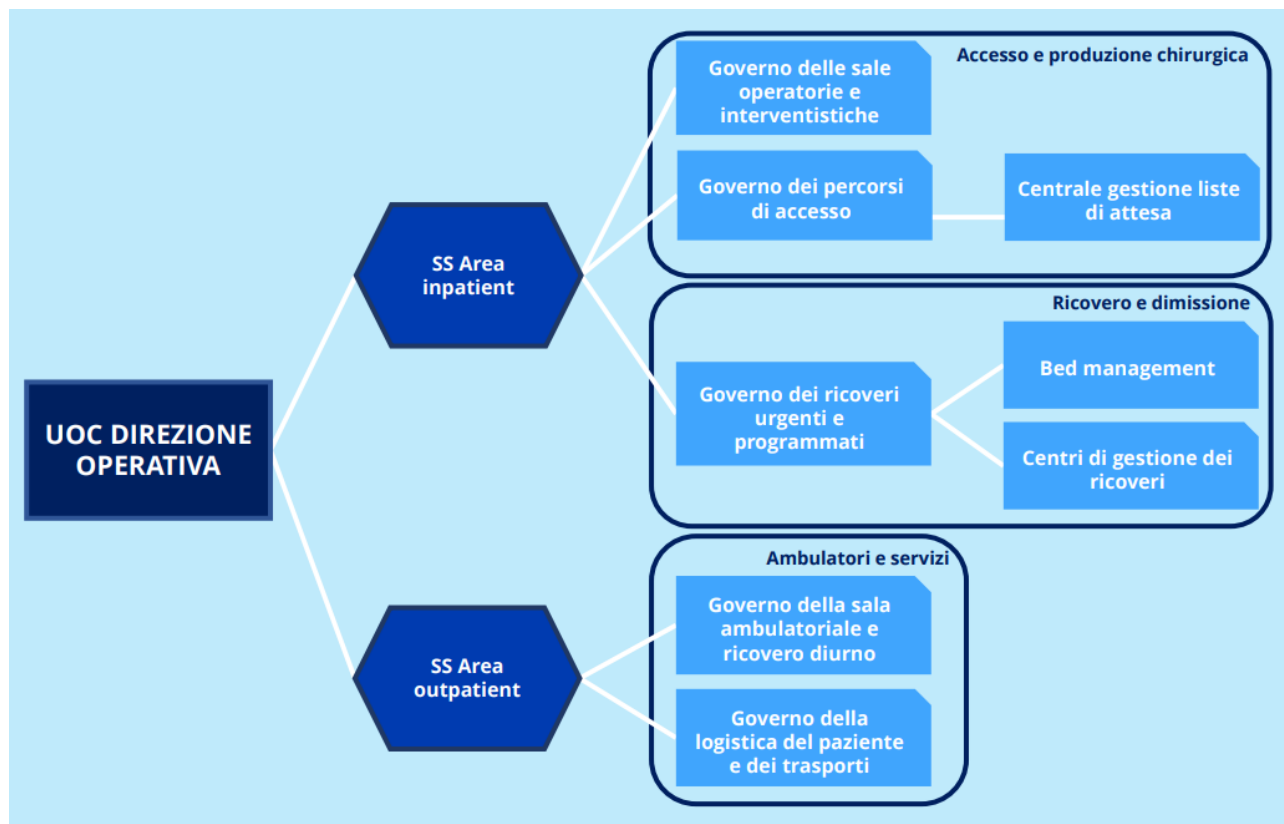 UOC DIREZIONE
OPERATIVA
SS Area
inpatient
Accesso e produzione chirurgica
Governo delle sale
operatorie e
interventistiche
Governo dei percorsi
di accesso
Centrale gestione liste
di attesa
Ricovero e dimissione
Governo dei ricoveri
urgenti e
programmati
Bed management
Centri di gestione dei
ricoveri
SS Area
outpatient
Ambulatori e servizi
Governo della sala
ambulatoriale e
ricovero diurno
Governo della
logistica del paziente
e dei trasporti